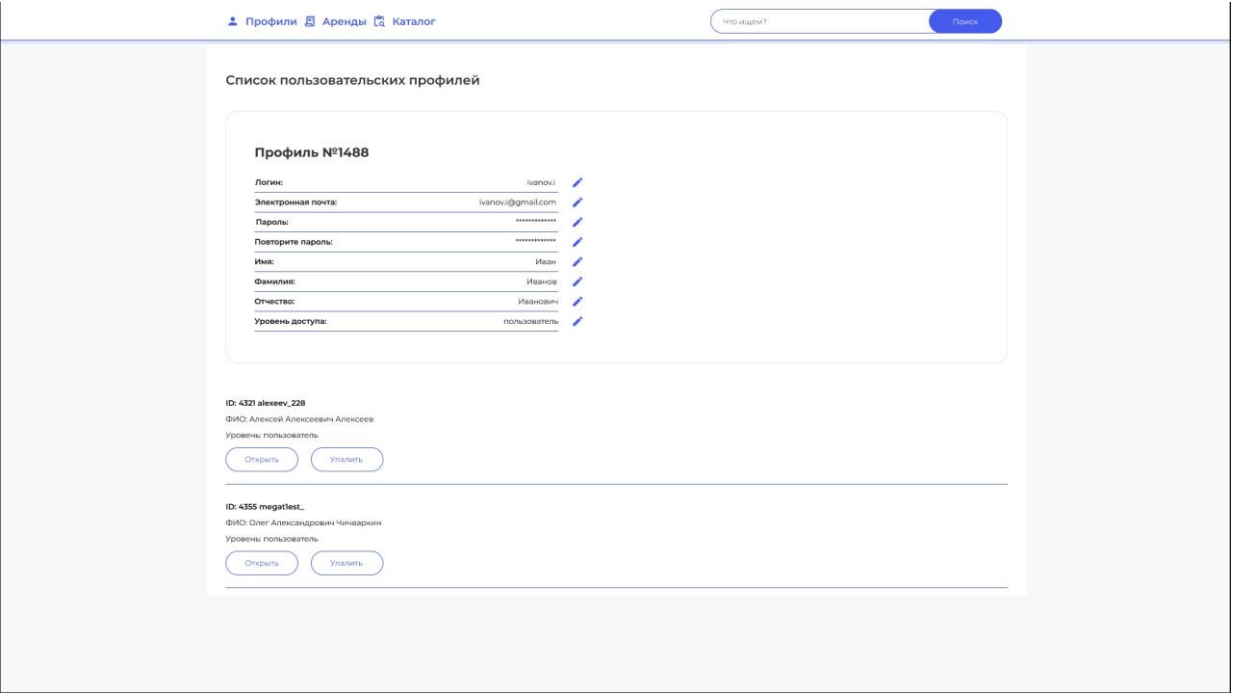 Профили Аренды Каталог Что ищем? Поиск
Список пользовательских профилей
Профиль №1488
Логин: ivanov.i
Электронная почта: ivanov.i@gmail.com
Пароль: *************
Повторите пароль: *************
Имя: Иван
Фамилия: Иванов
Отчество: Иванович
Уровень доступа: пользователь
ID: 4321 alexeev_228
ФИО: Алексей Алексеевич Алексеев
Уровень: пользователь
Открыть Удалить
ID: 4355 megat1est_
ФИО: Олег Александрович Чичваркин
Уровень: пользователь
Открыть Удалить